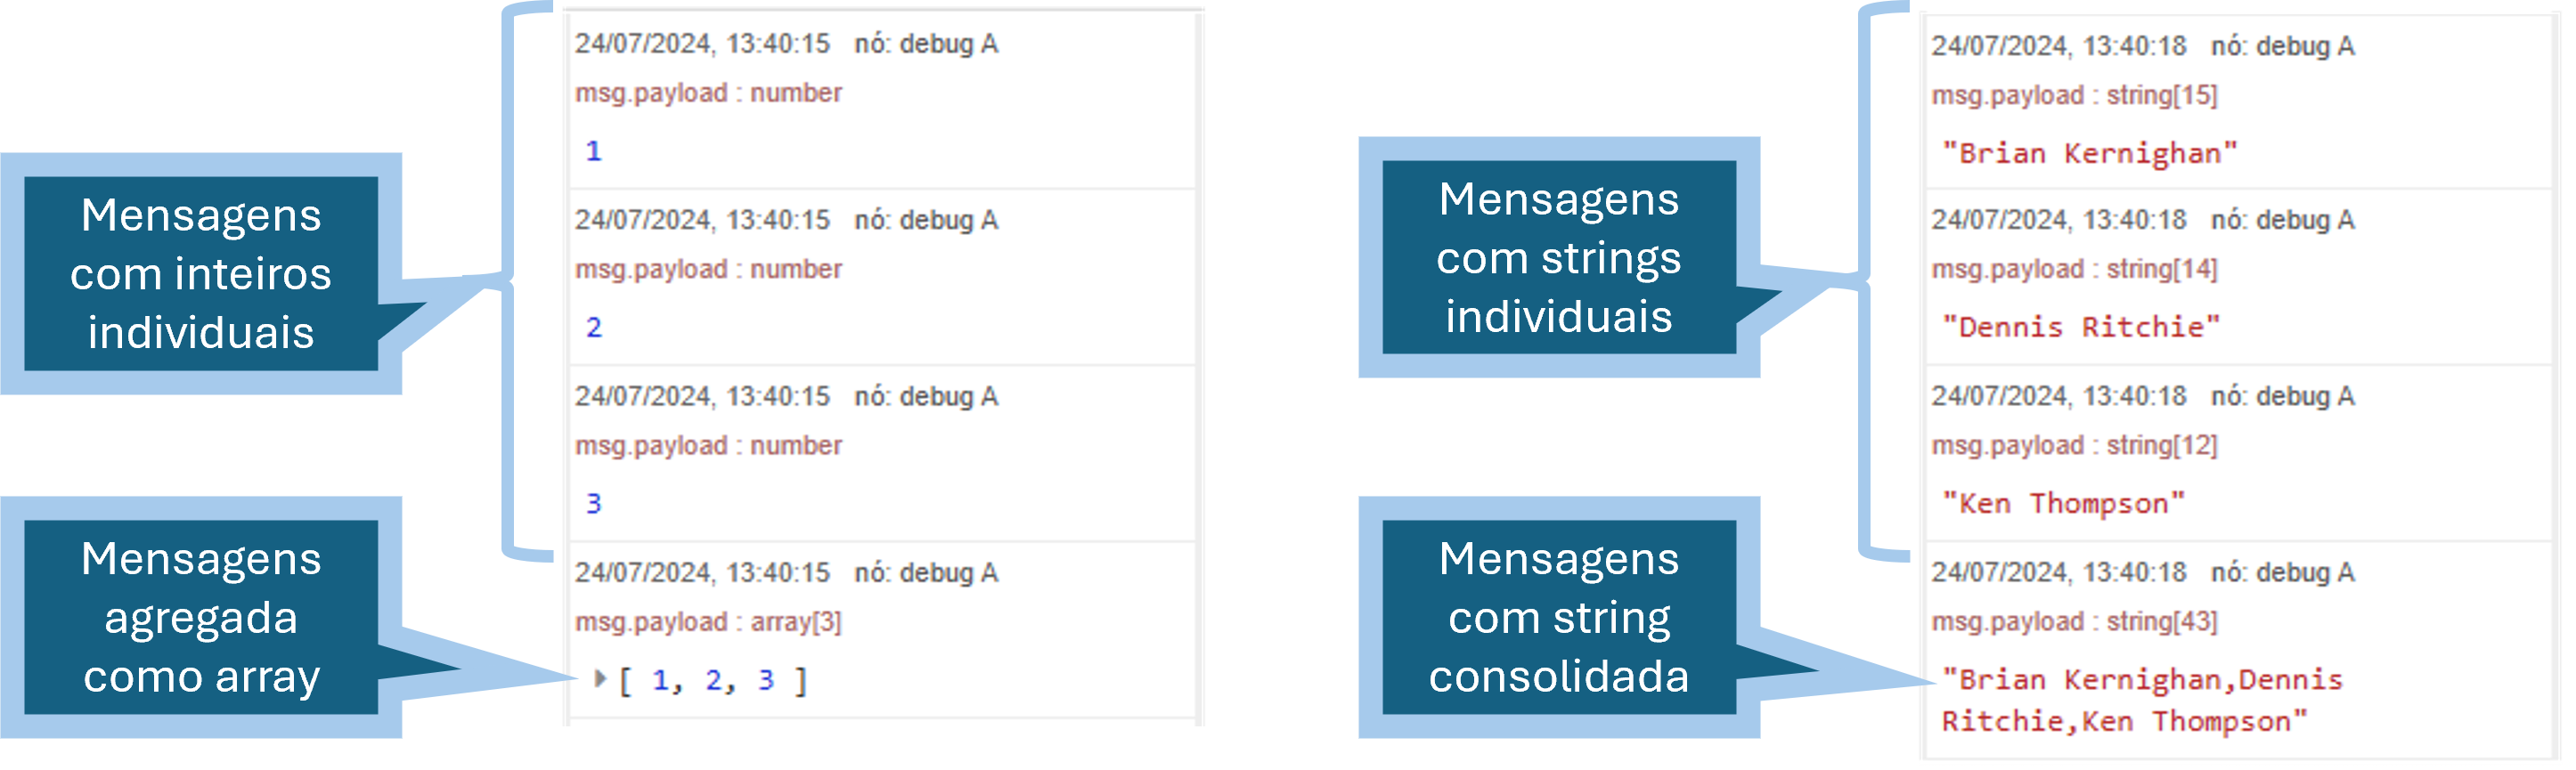 Mensagens
com inteiros
individuais
Mensagens
agregada
como array
24/07/2024, 13:40:15 nó: debug A
msg.payload : number
1
24/07/2024, 13:40:15 nó: debug A
msg.payload : number
2
24/07/2024, 13:40:15 nó: debug A
msg.payload : number
3
24/07/2024, 13:40:15 nó: debug A
msg.payload : array[3]
[ 1, 2, 3 ]
Mensagens
com strings
individuais
Mensagens
com string
consolidada
24/07/2024, 13:40:18 nó: debug A
msg.payload : string[15]
"Brian Kernighan"
24/07/2024, 13:40:18 nó: debug A
msg.payload : string[14]
"Dennis Ritchie"
24/07/2024, 13:40:18 nó: debug A
msg.payload : string[12]
"Ken Thompson"
24/07/2024, 13:40:18 nó: debug A
msg.payload : string[43]
"Brian Kernighan,Dennis
Ritchie,Ken Thompson"